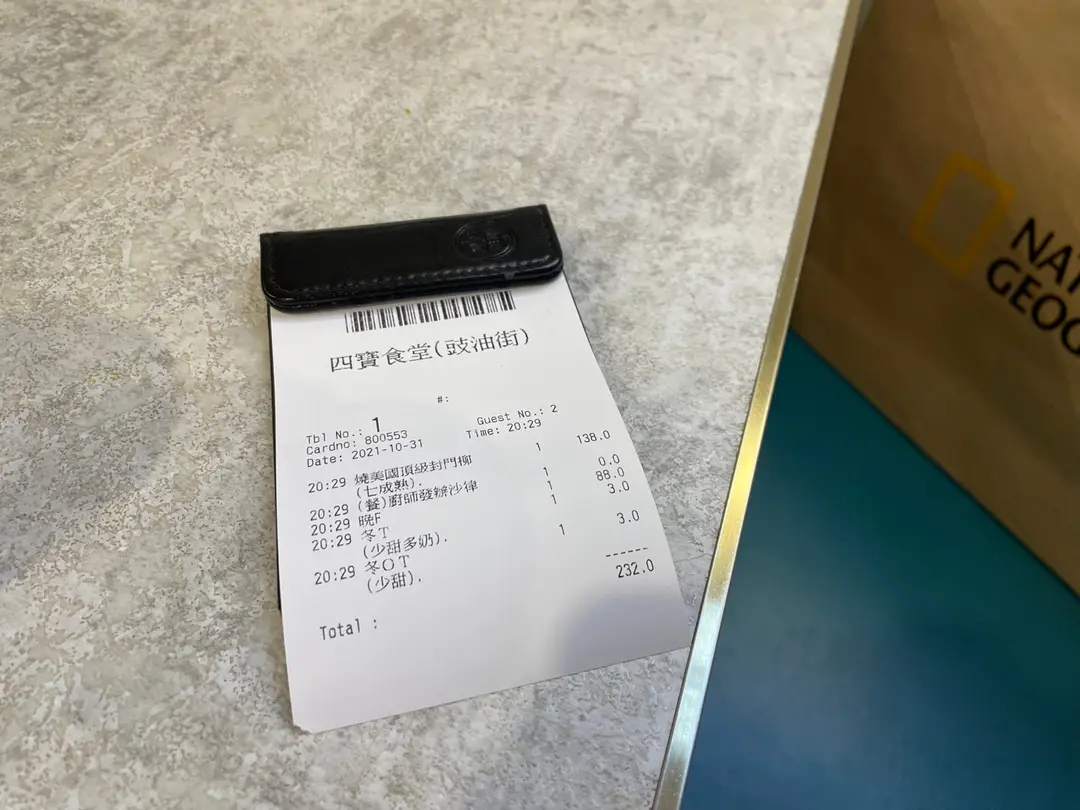 四寶食堂(豉油街)
#:
Tbl No.: 1 Guest No.: 2
Cardno: 800553 Time: 20:29
Date: 2021-10-31
20:29 燒美國頂級封門柳 1 138.0
(七成熟).
20:29 (餐)廚師發辦沙律 1 0.0
20:29 晚F 1 88.0
20:29 冬T 1 3.0
(少甜多奶).
20:29 冬OT 1 3.0
(少甜).
------
Total : 232.0
NAT
GEOG